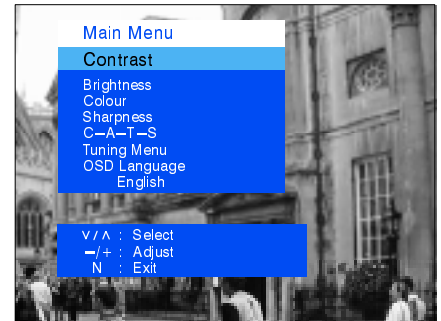 Main Menu
Contrast
Brightness
Colour
Sharpness
C–A–T–S
Tuning Menu
OSD Language
English
∨/∧ : Select
–/+ : Adjust
N : Exit